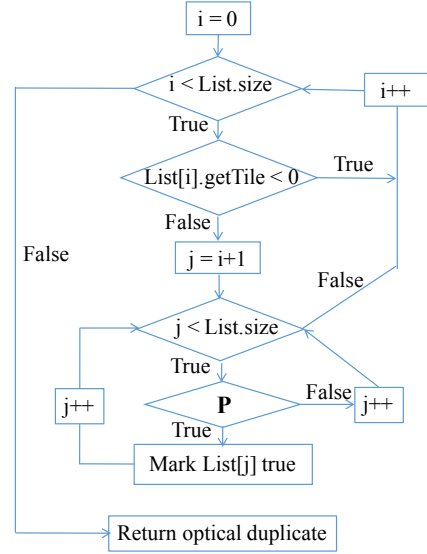 i = 0
i < List.size
i++
True
True
List[i].getTile < 0
False
j = i+1
False
False
j < List.size
True
P
False
j++
j++
True
Mark List[j] true
Return optical duplicate